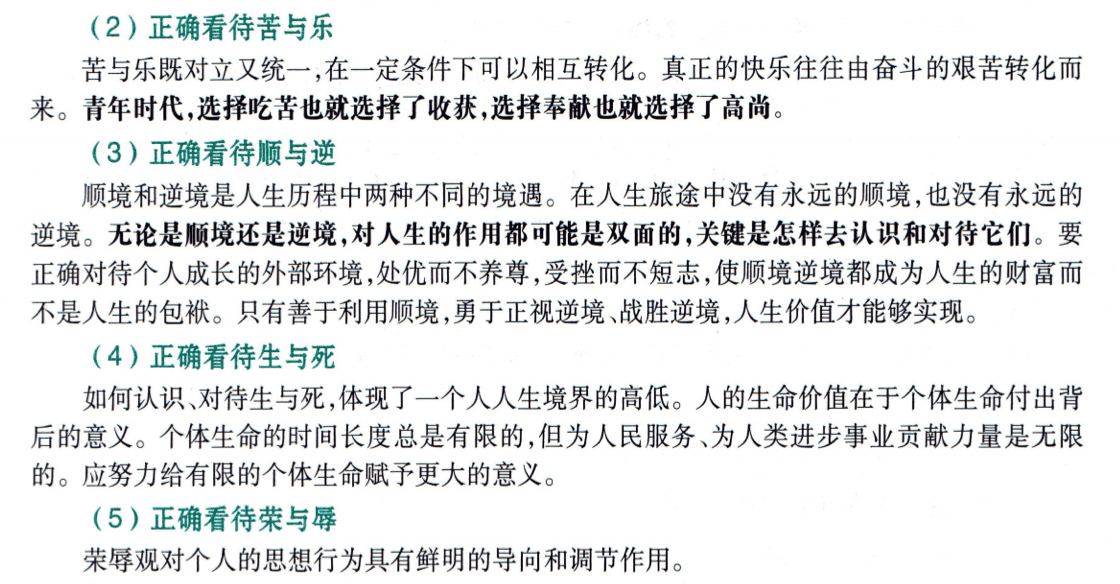 （2）正确看待苦与乐
苦与乐既对立又统一，在一定条件下可以相互转化。真正的快乐往往由奋斗的艰苦转化而
来。青年时代，选择吃苦也就选择了收获，选择奉献也就选择了高尚。
（3）正确看待顺与逆
顺境和逆境是人生历程中两种不同的境遇。在人生旅途中没有永远的顺境，也没有永远的
逆境。无论是顺境还是逆境，对人生的作用都可能是双面的，关键是怎样去认识和对待它们。要
正确对待个人成长的外部环境，处优而不养尊，受挫而不短志，使顺境逆境都成为人生的财富而
不是人生的包袱。只有善于利用顺境，勇于正视逆境、战胜逆境，人生价值才能够实现。
（4）正确看待生与死
如何认识、对待生与死，体现了一个人人生境界的高低。人的生命价值在于个体生命付出背
后的意义。个体生命的时间长度总是有限的，但为人民服务、为人类进步事业贡献力量是无限
的。应努力给有限的个体生命赋予更大的意义。
（5）正确看待荣与辱
荣辱观对个人的思想行为具有鲜明的导向和调节作用。